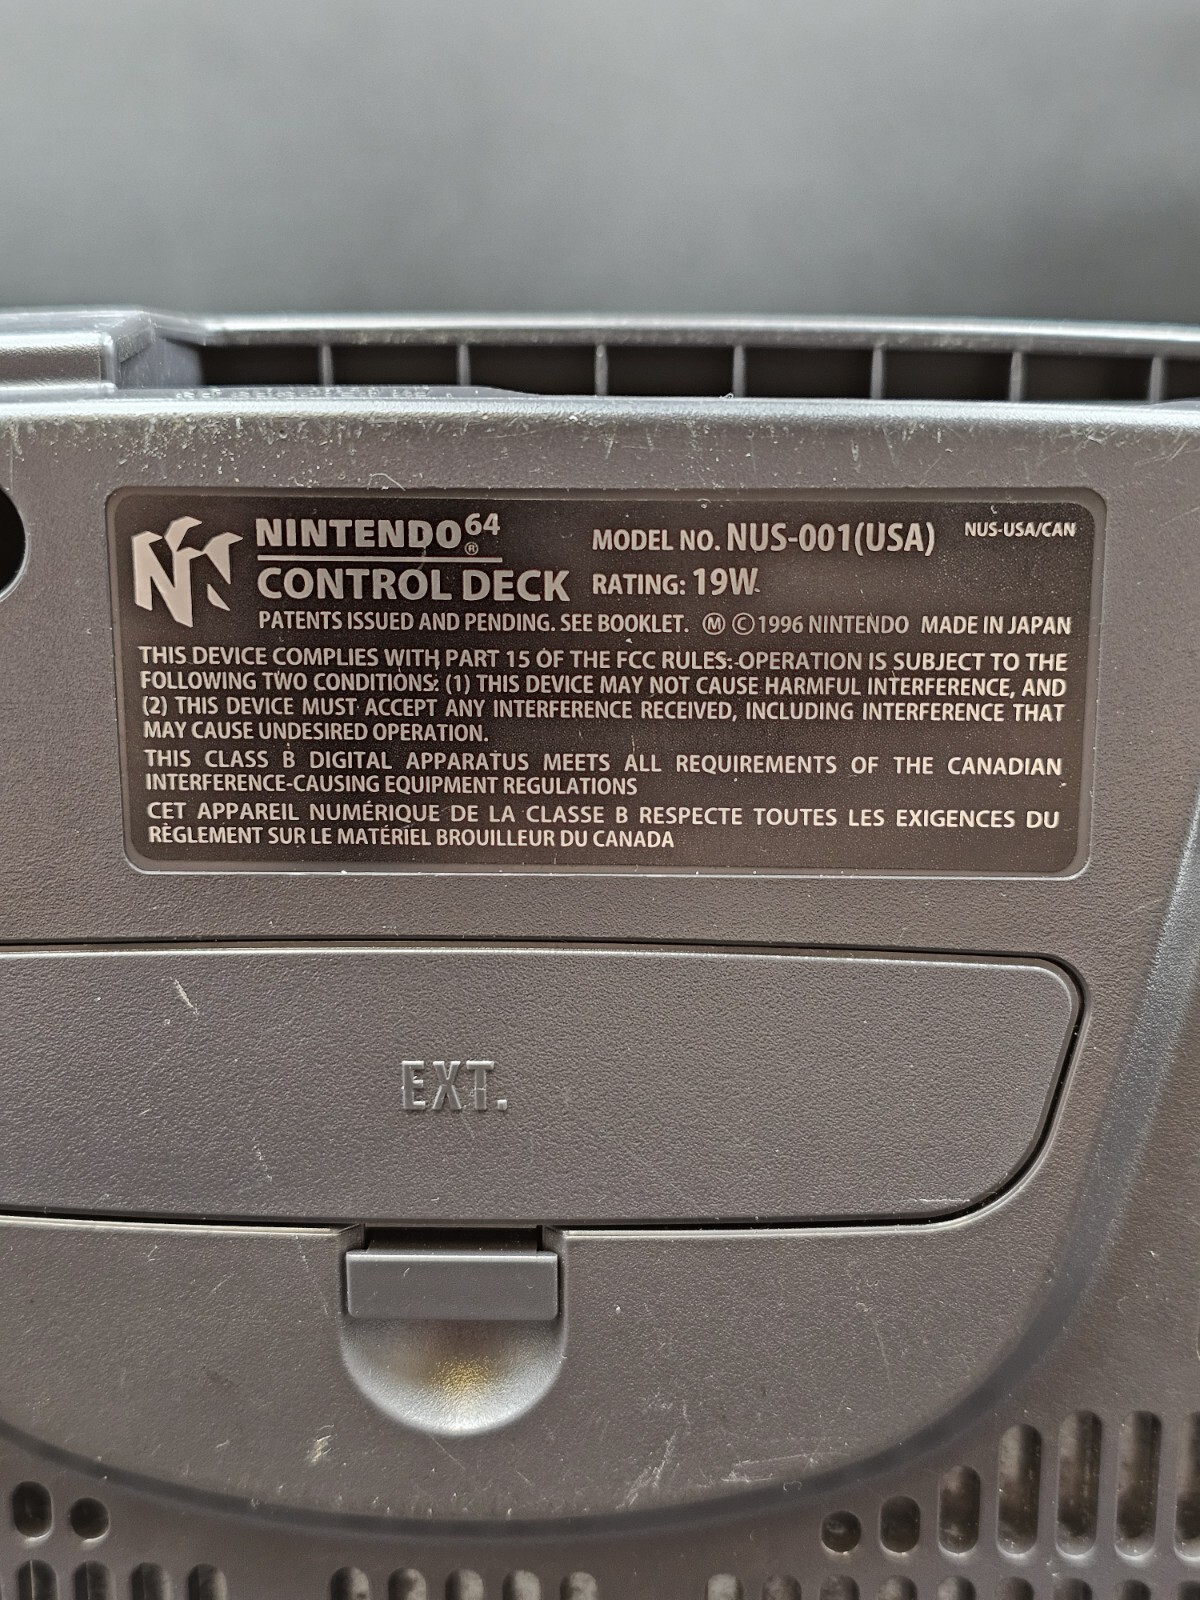 NINTENDO64®
CONTROL DECK
MODEL NO. NUS-001(USA)
NUS-USA/CAN
RATING: 19W
PATENTS ISSUED AND PENDING. SEE BOOKLET. Ⓜ ©1996 NINTENDO MADE IN JAPAN
THIS DEVICE COMPLIES WITH PART 15 OF THE FCC RULES. OPERATION IS SUBJECT TO THE
FOLLOWING TWO CONDITIONS: (1) THIS DEVICE MAY NOT CAUSE HARMFUL INTERFERENCE, AND
(2) THIS DEVICE MUST ACCEPT ANY INTERFERENCE RECEIVED, INCLUDING INTERFERENCE THAT
MAY CAUSE UNDESIRED OPERATION.
THIS CLASS B DIGITAL APPARATUS MEETS ALL REQUIREMENTS OF THE CANADIAN
INTERFERENCE-CAUSING EQUIPMENT REGULATIONS
CET APPAREIL NUMÉRIQUE DE LA CLASSE B RESPECTE TOUTES LES EXIGENCES DU
RÈGLEMENT SUR LE MATÉRIEL BROUILLEUR DU CANADA
EXT.